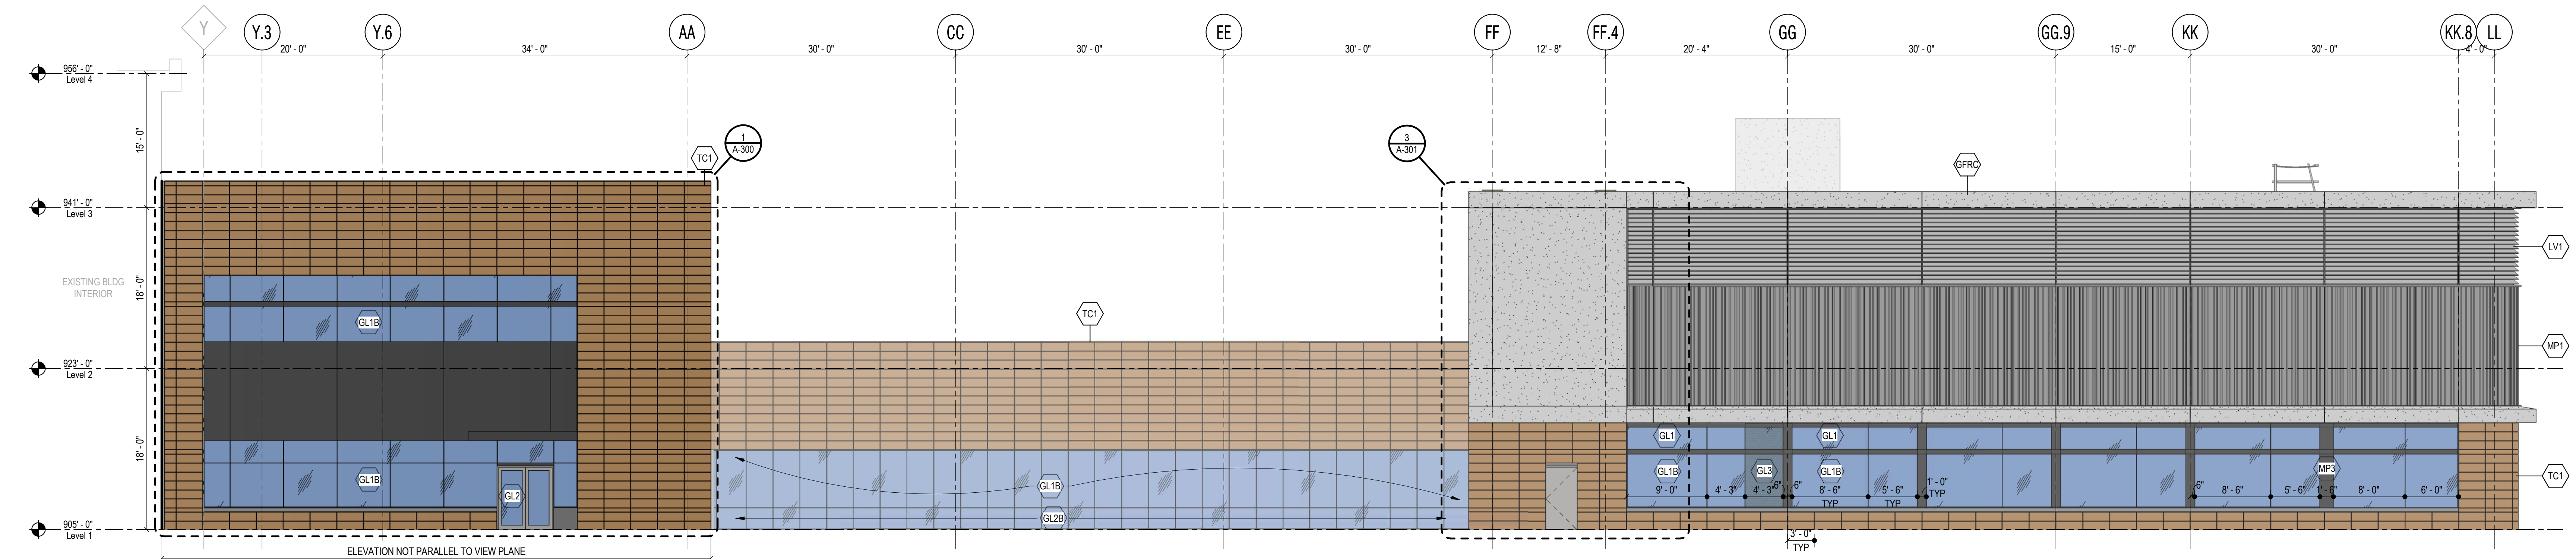 Y
Y.3
Y.6
AA
CC
EE
FF
FF.4
GG
GG.9
KK
KK.8
LL
20' - 0"
34' - 0"
30' - 0"
30' - 0"
30' - 0"
12' - 8"
20' - 4"
30' - 0"
15' - 0"
30' - 0"
4' - 0"
956' - 0"
Level 4
15' - 0"
1
A-300
3
A-301
TC1
GFRC
941' - 0"
Level 3
LV1
EXISTING BLDG
INTERIOR
18' - 0"
GL1B
TC1
MP1
923' - 0"
Level 2
18' - 0"
GL1
GL1
GL1B
GL2
GL1B
GL1B
GL3
GL1B
MP3
TC1
GL2B
9' - 0"
4' - 3"
4' - 3"
6"
6"
8' - 6"
TYP
5' - 6"
TYP
1' - 0"
TYP
6"
8' - 6"
5' - 6"
1' - 6"
8' - 0"
6' - 0"
905' - 0"
Level 1
3' - 0"
TYP
ELEVATION NOT PARALLEL TO VIEW PLANE